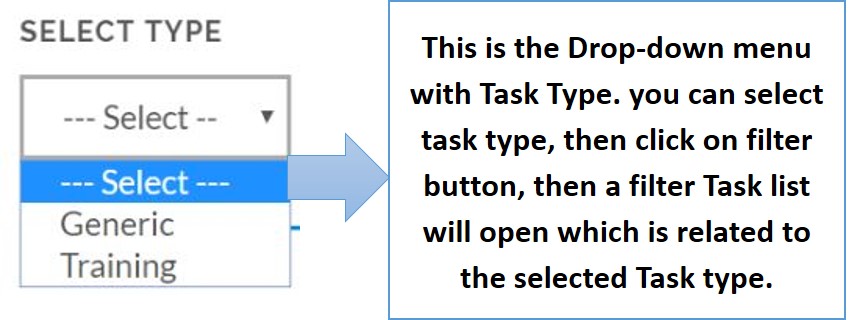 SELECT TYPE
--- Select -- ▼
--- Select ---
Generic
Training
This is the Drop-down menu
with Task Type. you can select
task type, then click on filter
button, then a filter Task list
will open which is related to
the selected Task type.